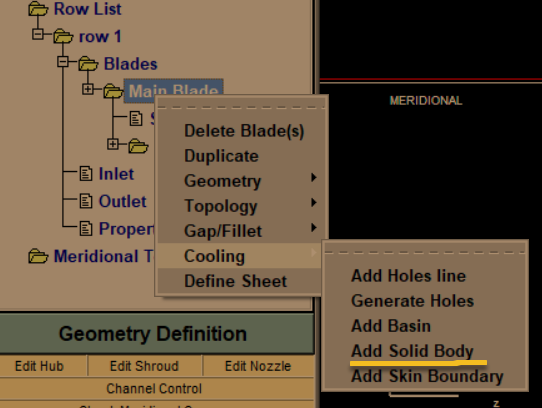 Row List
row 1
Blades
Main Blade
S
Inlet
Outlet
Meridional T
Delete Blade(s)
Duplicate
Geometry
Topology
Gap/Fillet
Cooling
Define Sheet
Add Holes line
Generate Holes
Add Basin
Add Solid Body
Add Skin Boundary
MERIDIONAL
Z
Geometry Definition
Edit Hub Edit Shroud Edit Nozzle
Channel Control